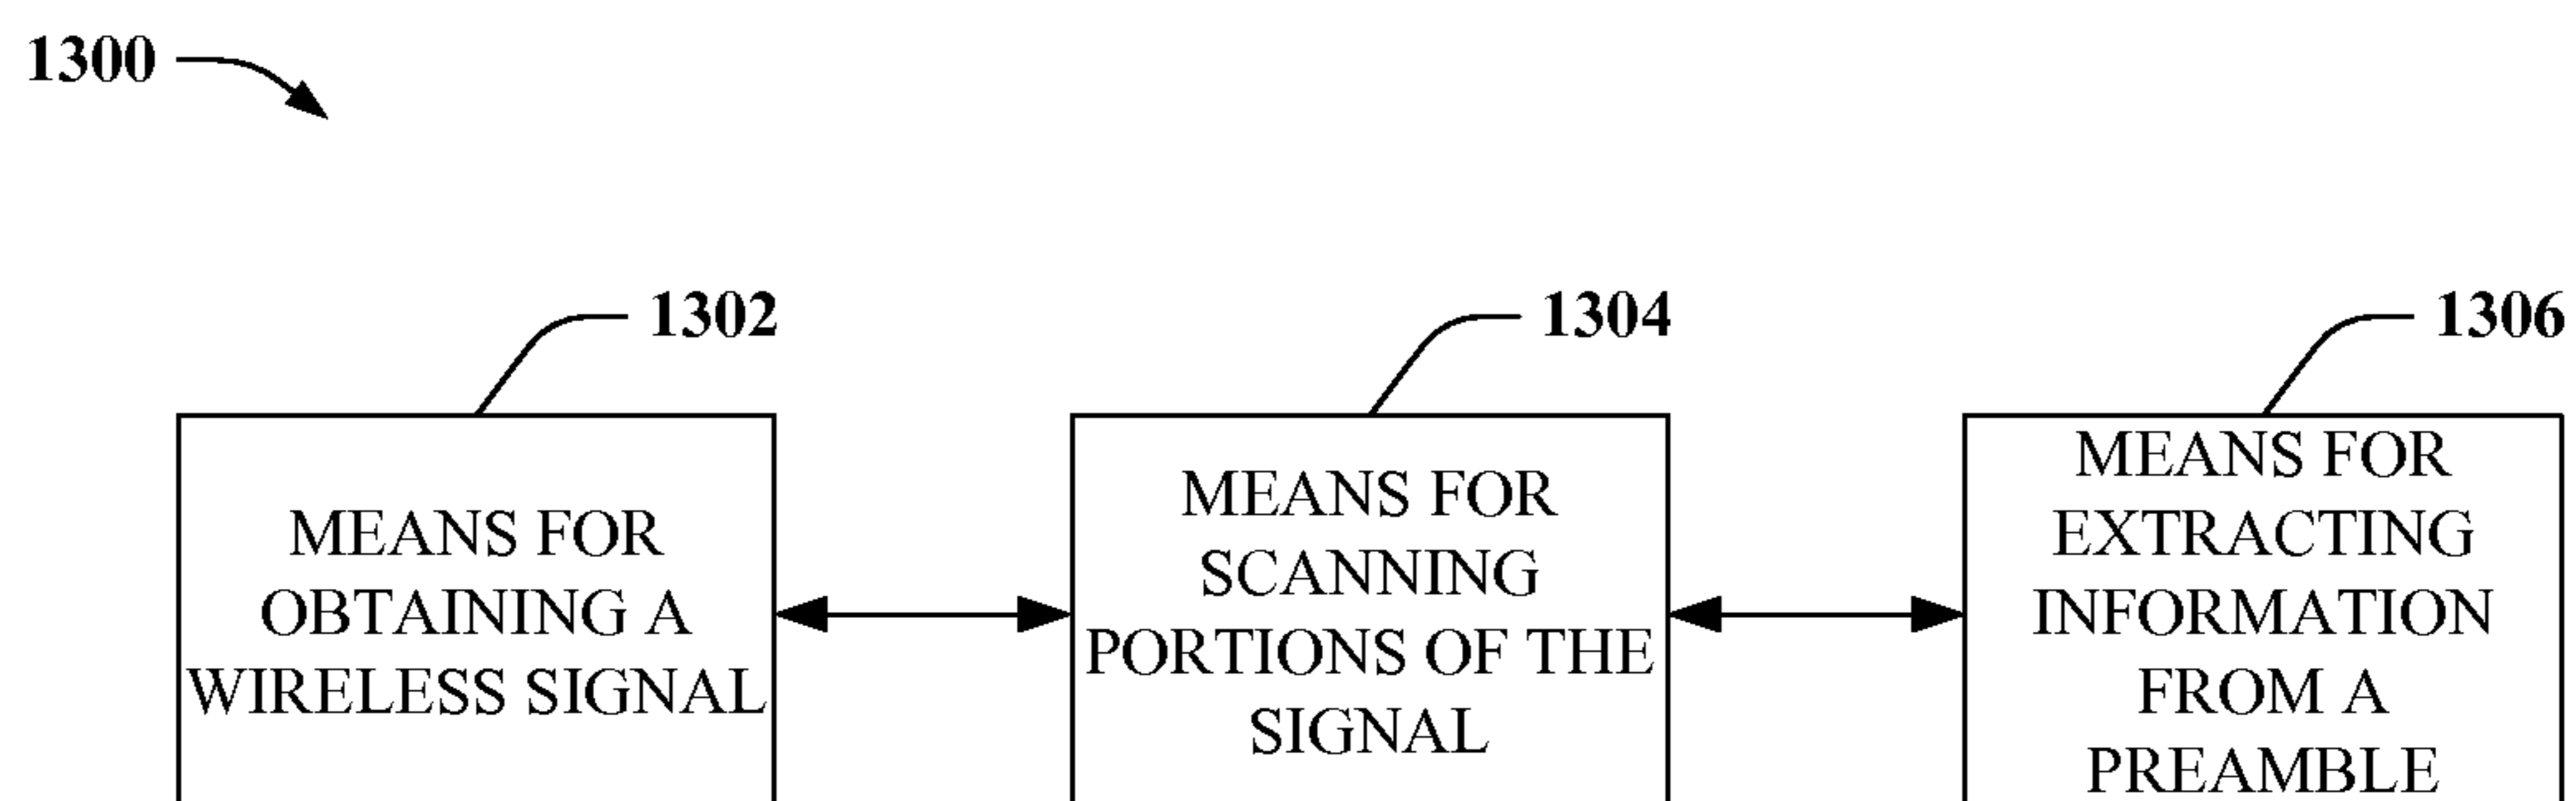 1300
1302
1304
1306
MEANS FOR
OBTAINING A
WIRELESS SIGNAL
MEANS FOR
SCANNING
PORTIONS OF THE
SIGNAL
MEANS FOR
EXTRACTING
INFORMATION
FROM A
PREAMBLE